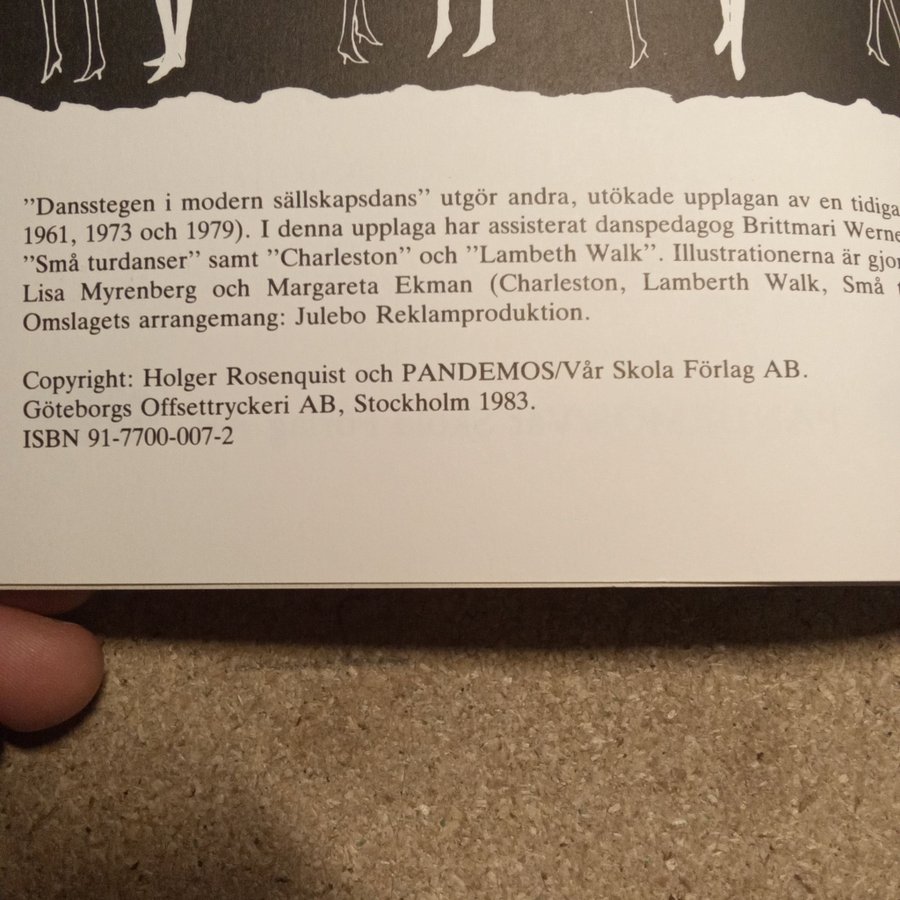 ”Dansstegen i modern sällskapsdans” utgör andra, utökade upplagan av en
1961, 1973 och 1979). I denna upplaga har assisterat danspedagog Brittmari
”Små turdanser” samt ”Charleston” och ”Lambeth Walk”. Illustrationerna är
Lisa Myrenberg och Margareta Ekman (Charleston, Lamberth Walk, Små
Omslagets arrangemang: Julebo Reklamproduktion.
Copyright: Holger Rosenquist och PANDEMOS/Vår Skola Förlag AB.
Göteborgs Offsettryckeri AB, Stockholm 1983.
ISBN 91-7700-007-2